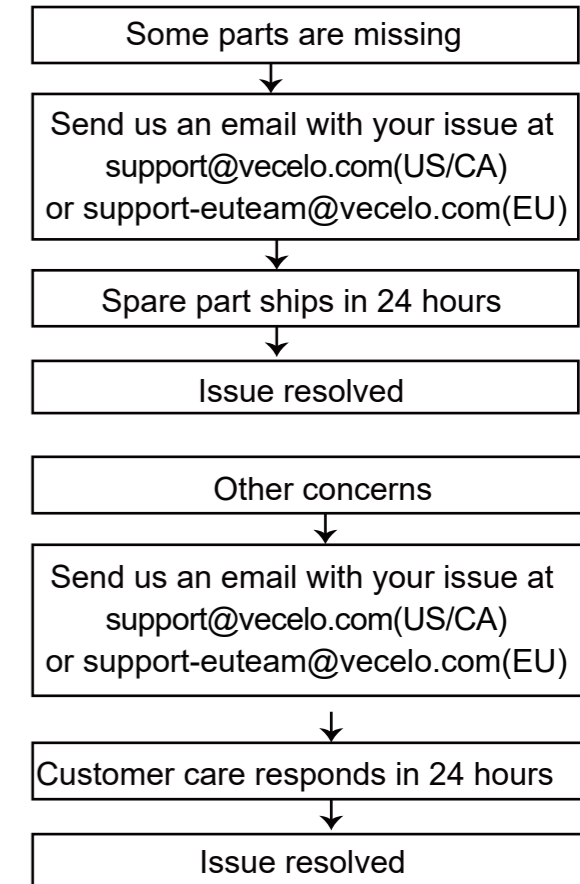 Some parts are missing
Send us an email with your issue at
support@vecelo.com(US/CA)
or support-euteam@vecelo.com(EU)
Spare part ships in 24 hours
Issue resolved
Other concerns
Send us an email with your issue at
support@vecelo.com(US/CA)
or support-euteam@vecelo.com(EU)
Customer care responds in 24 hours
Issue resolved